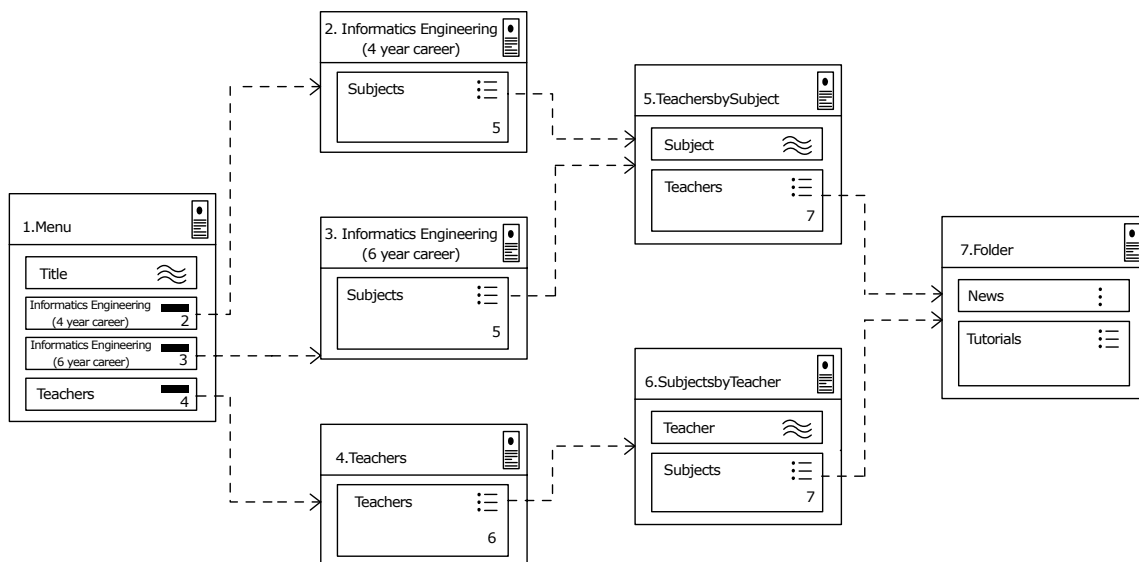 1.Menu
Title
Informatics Engineering
(4 year career)
2
Informatics Engineering
(6 year career)
3
Teachers
4
2. Informatics Engineering
(4 year career)
Subjects
5
3. Informatics Engineering
(6 year career)
Subjects
5
4.Teachers
Teachers
6
5.TeachersbySubject
Subject
Teachers
7
6.SubjectsbyTeacher
Teacher
Subjects
7
7.Folder
News
Tutorials